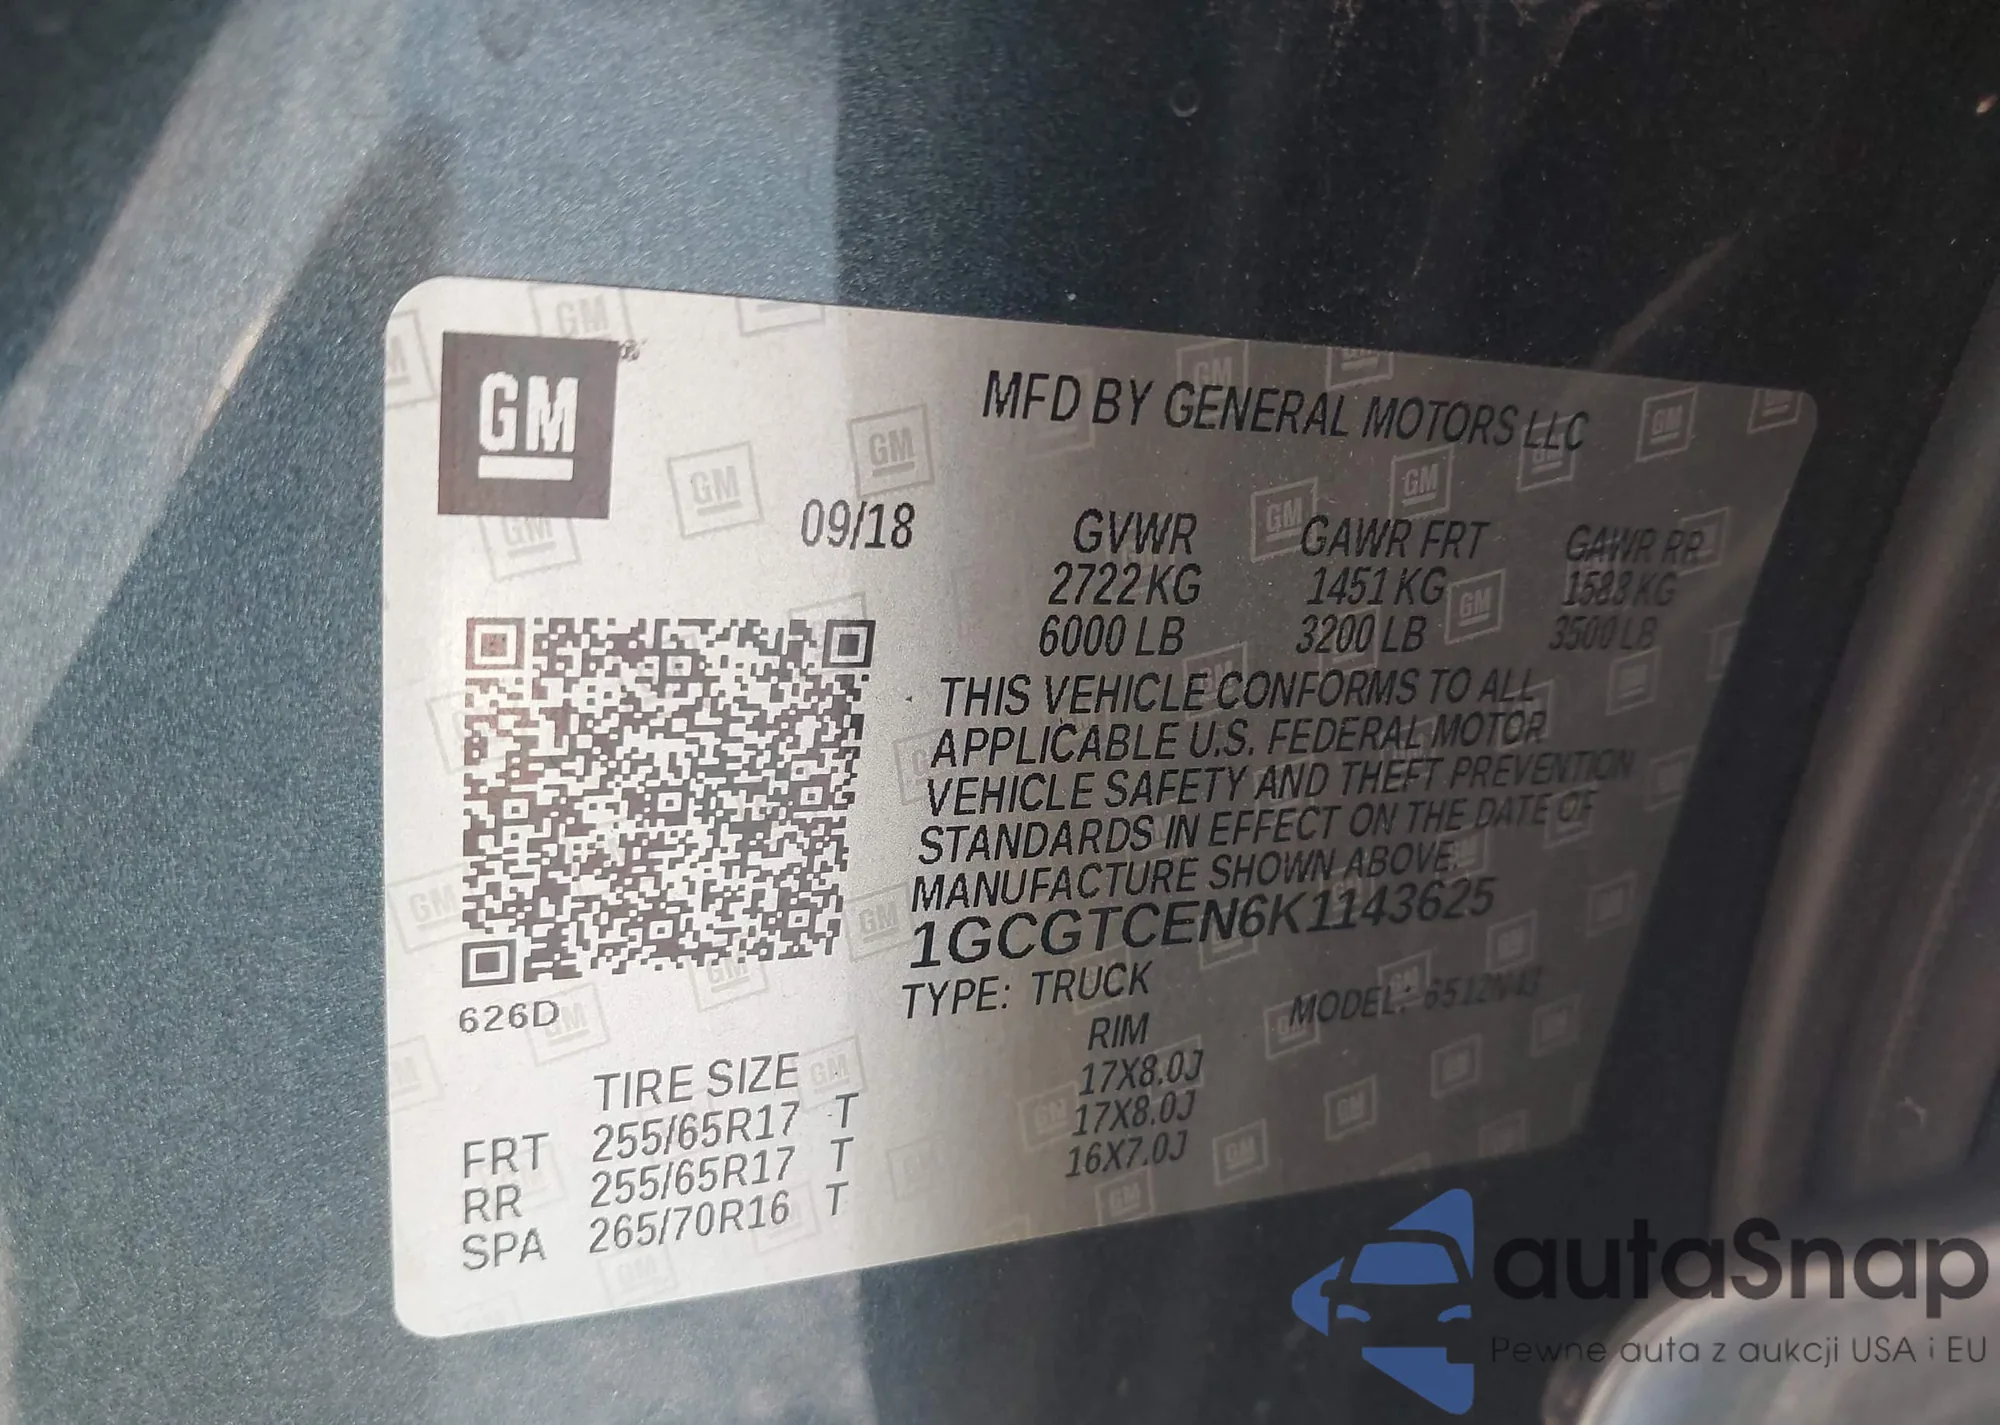 GM
MFD BY GENERAL MOTORS LLC
09/18
GVWR GAWR FRT GAWR RR
2722 KG 1451 KG 1588 KG
6000 LB 3200 LB 3500 LB
THIS VEHICLE CONFORMS TO ALL
APPLICABLE U.S. FEDERAL MOTOR
VEHICLE SAFETY AND THEFT PREVENTION
STANDARDS IN EFFECT ON THE DATE OF
MANUFACTURE SHOWN ABOVE.
1GCGTCEN6K1143625
TYPE: TRUCK MODEL: 6512N43
626D
TIRE SIZE RIM
FRT 255/65R17 T 17X8.0J
RR 255/65R17 T 17X8.0J
SPA 265/70R16 T 16X7.0J
autaSnap
Pewne auta z aukcji USA i EU